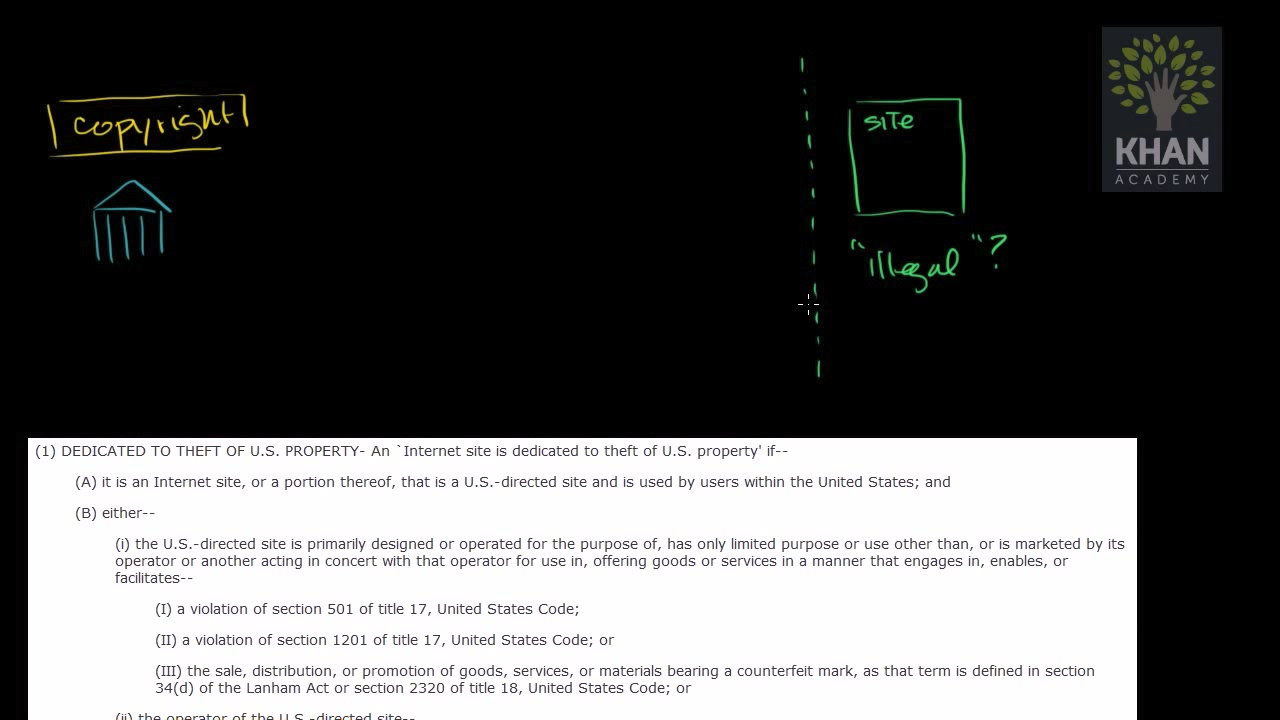 copyright
SITE
"illegal"?
KHAN
ACADEMY
(1) DEDICATED TO THEFT OF U.S. PROPERTY- An `Internet site is dedicated to theft of U.S. property' if--
(A) it is an Internet site, or a portion thereof, that is a U.S.-directed site and is used by users within the United States; and
(B) either--
(i) the U.S.-directed site is primarily designed or operated for the purpose of, has only limited purpose or use other than, or is marketed by its
operator or another acting in concert with that operator for use in, offering goods or services in a manner that engages in, enables, or
facilitates--
(I) a violation of section 501 of title 17, United States Code;
(II) a violation of section 1201 of title 17, United States Code; or
(III) the sale, distribution, or promotion of goods, services, or materials bearing a counterfeit mark, as that term is defined in section
34(d) of the Lanham Act or section 2320 of title 18, United States Code; or
(ii) the operator of the U.S.-directed site--